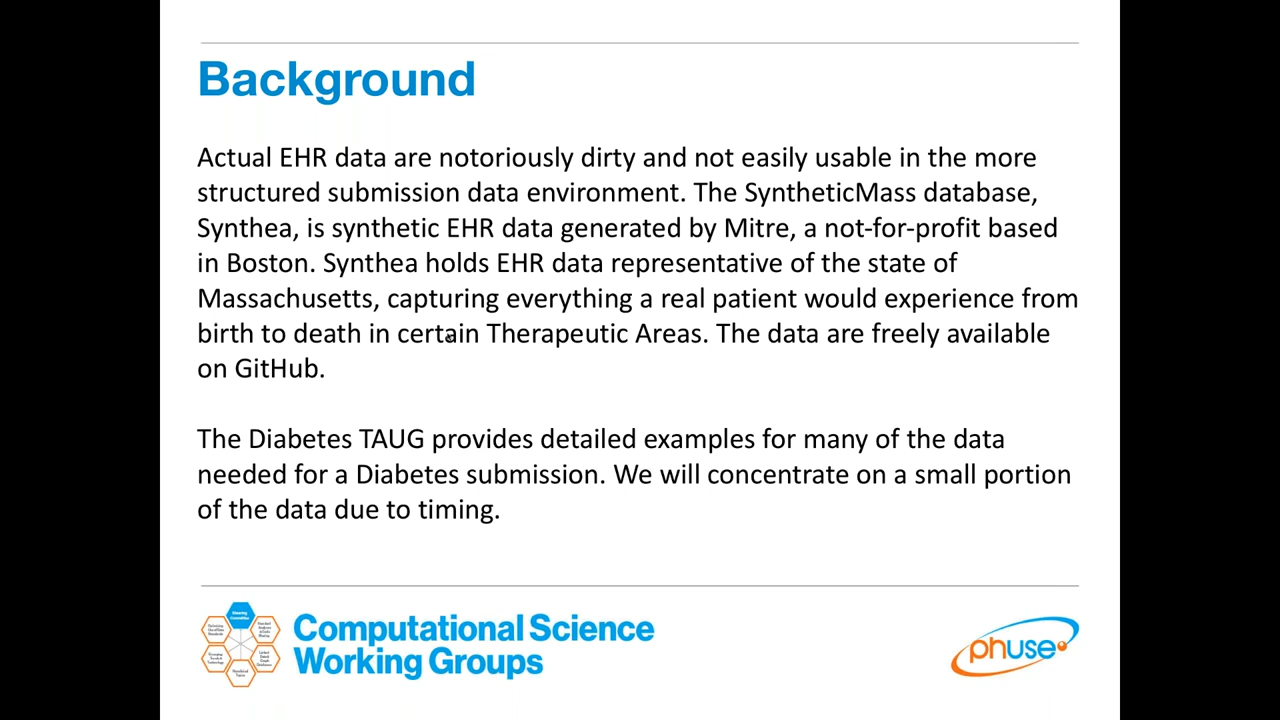 Background
Actual EHR data are notoriously dirty and not easily usable in the more
structured submission data environment. The SyntheticMass database,
Synthea, is synthetic EHR data generated by Mitre, a not-for-profit based
in Boston. Synthea holds EHR data representative of the state of
Massachusetts, capturing everything a real patient would experience from
birth to death in certain Therapeutic Areas. The data are freely available
on GitHub.
The Diabetes TAUG provides detailed examples for many of the data
needed for a Diabetes submission. We will concentrate on a small portion
of the data due to timing.
Computational Science
Working Groups
phuse